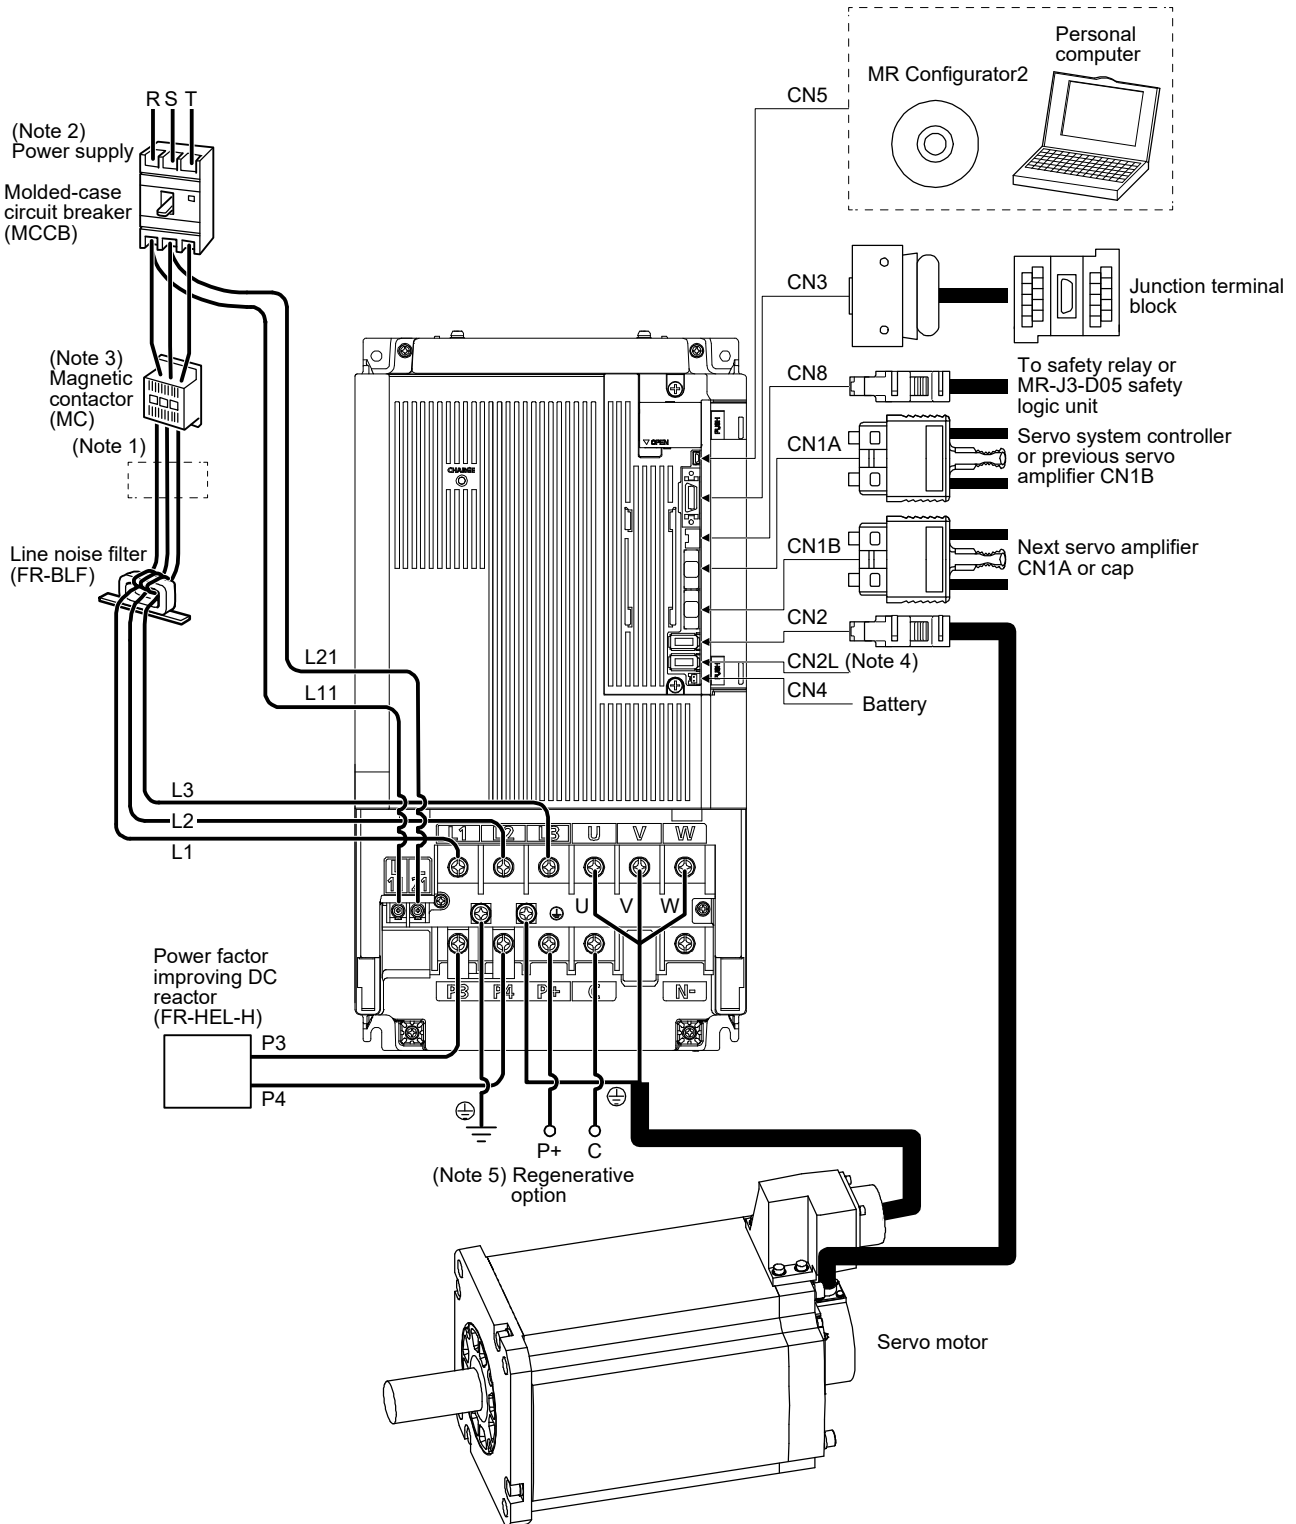 Personal
computer
MR Configurator2
CN5
R S T
(Note 2)
Power supply
Molded-case
circuit breaker
(MCCB)
CN3
Junction terminal
block
(Note 3)
Magnetic
contactor
(MC)
(Note 1)
CN8
To safety relay or
MR-J3-D05 safety
logic unit
PUSH
▽OPEN
CHARGE
CN1A
Servo system controller
or previous servo
amplifier CN1B
Line noise filter
(FR-BLF)
CN1B
Next servo amplifier
CN1A or cap
CN2
CN2L (Note 4)
PUSH
CN4
Battery
L21
L11
L3
L2
L1
L1 L2 L3 U V W
U V W
P3 P4 P+ C N-
Power factor
improving DC
reactor
(FR-HEL-H)
P3
P4
P+ C
(Note 5) Regenerative
option
Servo motor